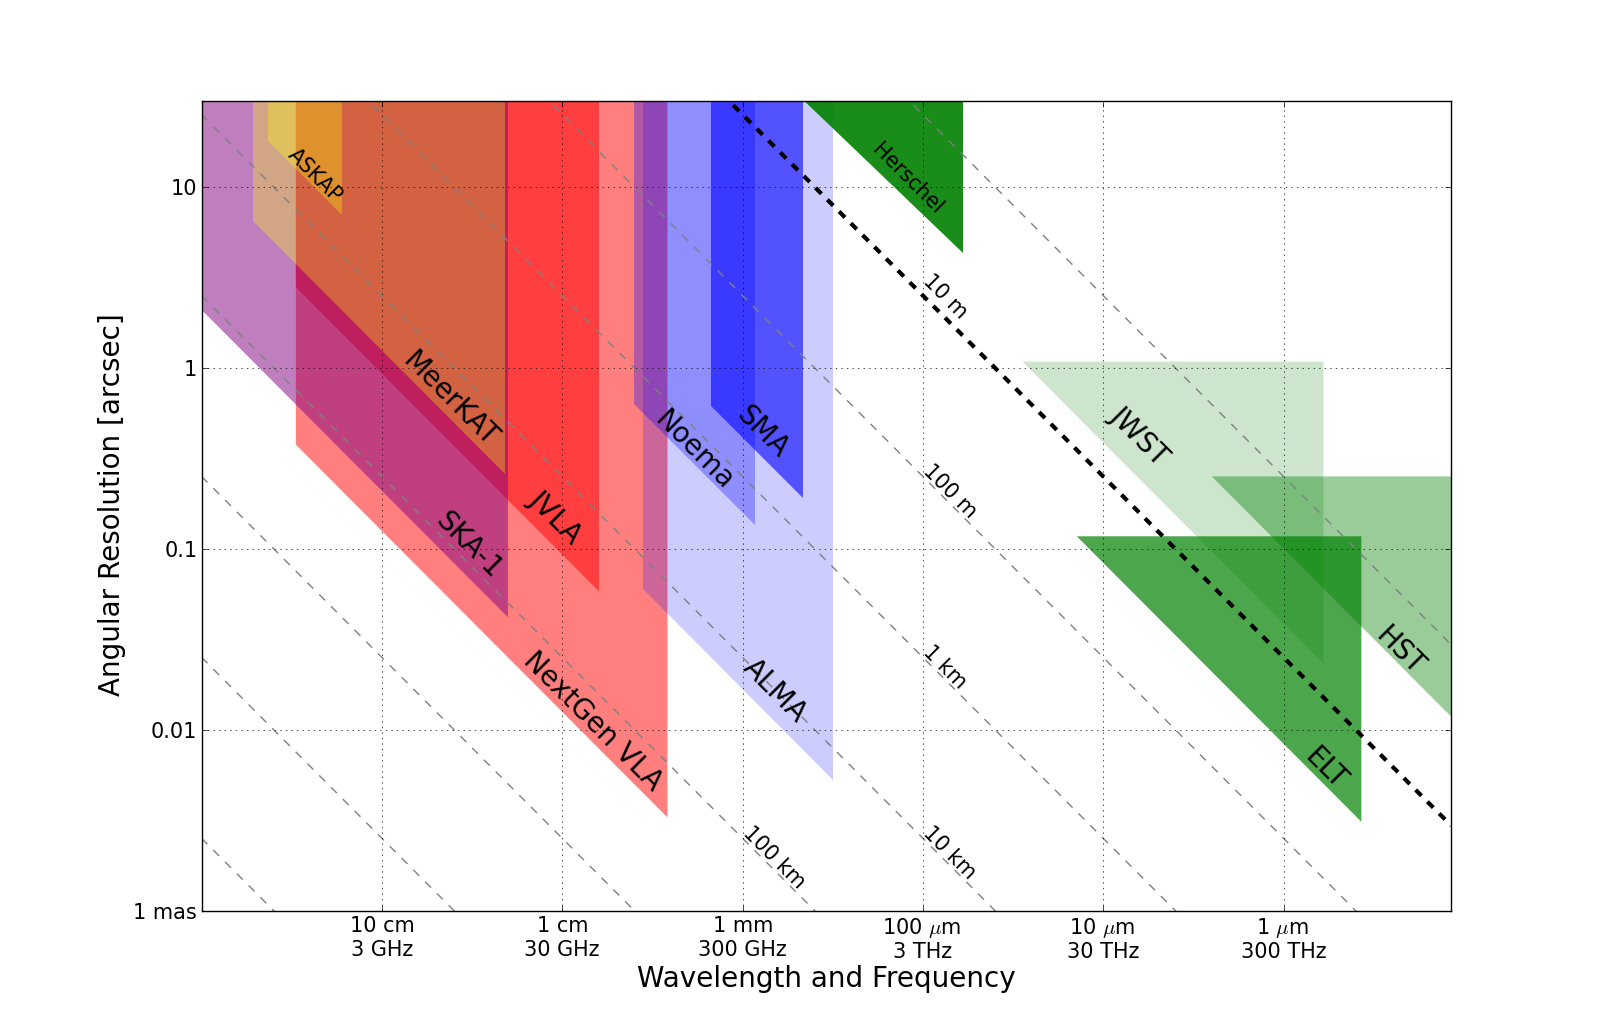 Angular Resolution [arcsec]
10
1
0.1
0.01
1 mas
ASKAP
Herschel
10 m
MeerKAT
Noema
SMA
JWST
100 m
SKA-1
JVLA
NextGen VLA
ALMA
1 km
HST
ELT
100 km
10 km
10 cm
3 GHz
1 cm
30 GHz
1 mm
300 GHz
100 μm
3 THz
10 μm
30 THz
1 μm
300 THz
Wavelength and Frequency